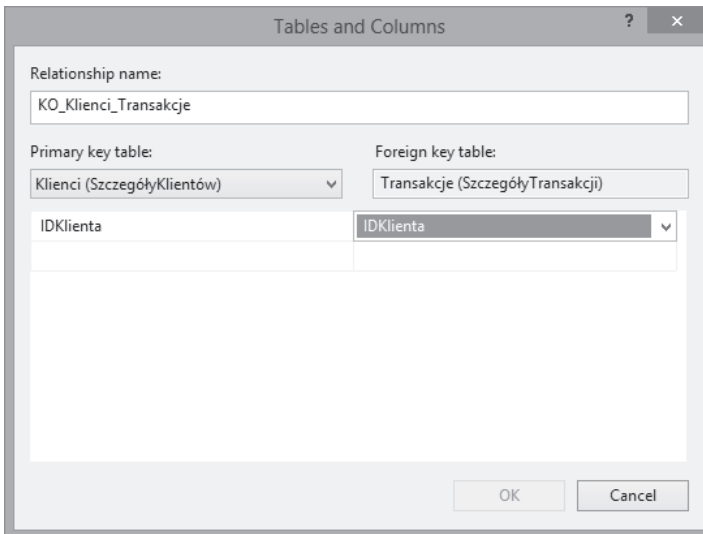 Tables and Columns
? ×
Relationship name:
KO_Klienci_Transakcje
Primary key table:
Foreign key table:
Klienci (SzczegółyKlientów)
Transakcje (SzczegółyTransakcji)
IDKlienta
IDKlienta
OK
Cancel